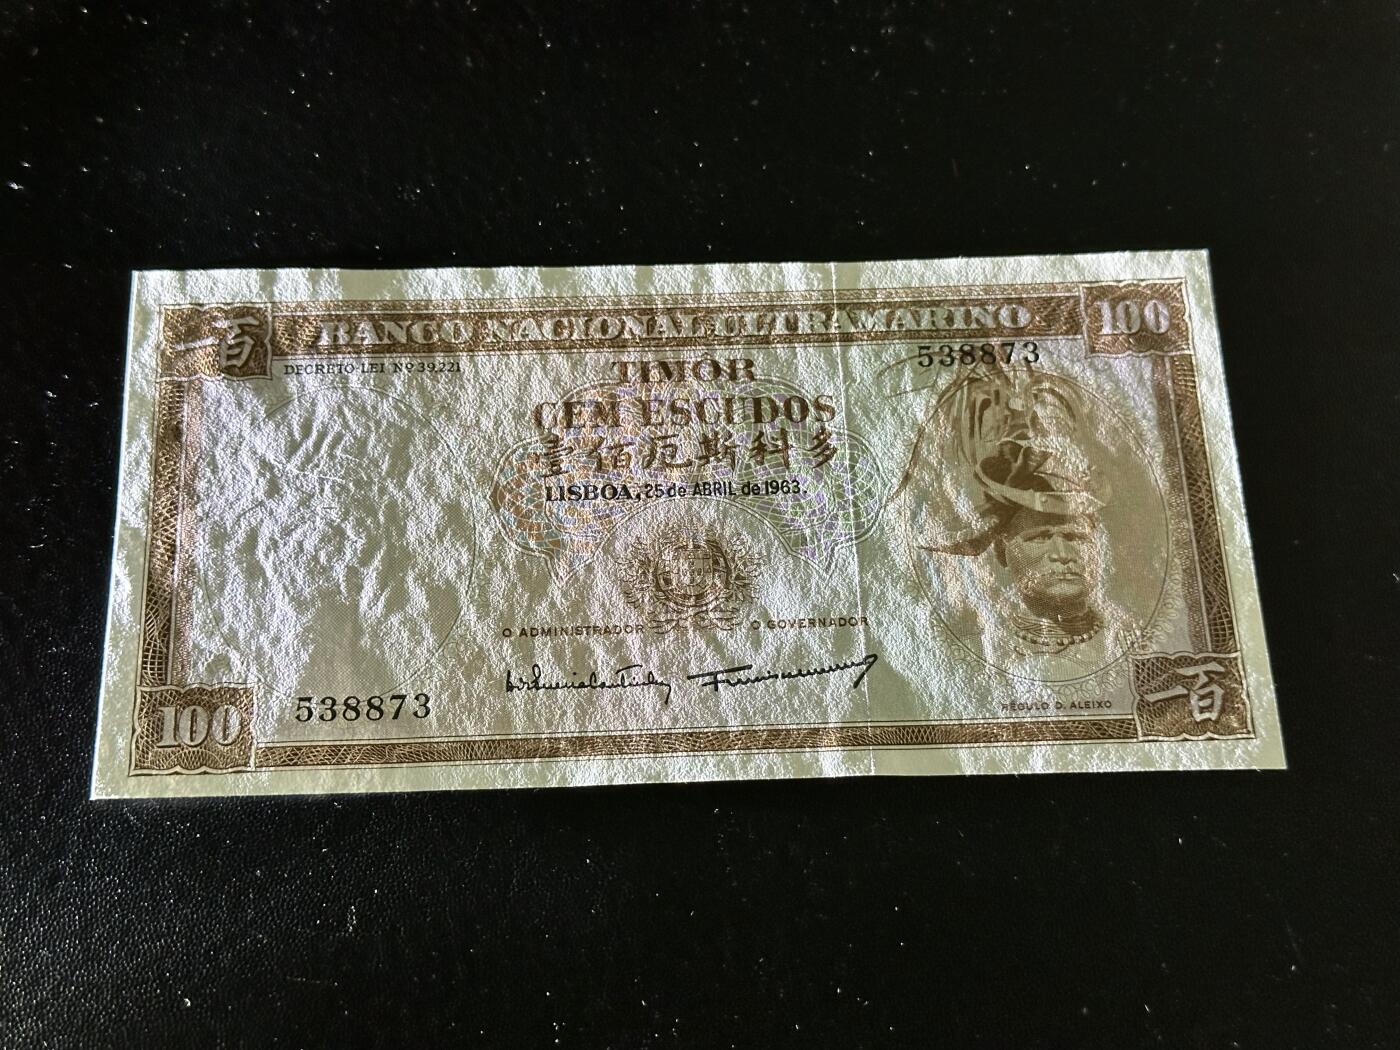 一百
BANCO NACIONAL ULTRAMARINO
100
DECRETO-LEI Nº 39.221
538873
TIMOR
CEM ESCUDOS
壹佰厄斯科多
LISBOA, 25 de ABRIL de 1963.
O ADMINISTRADOR
O GOVERNADOR
538873
100
RÉGULO D. ALEIXO
一百